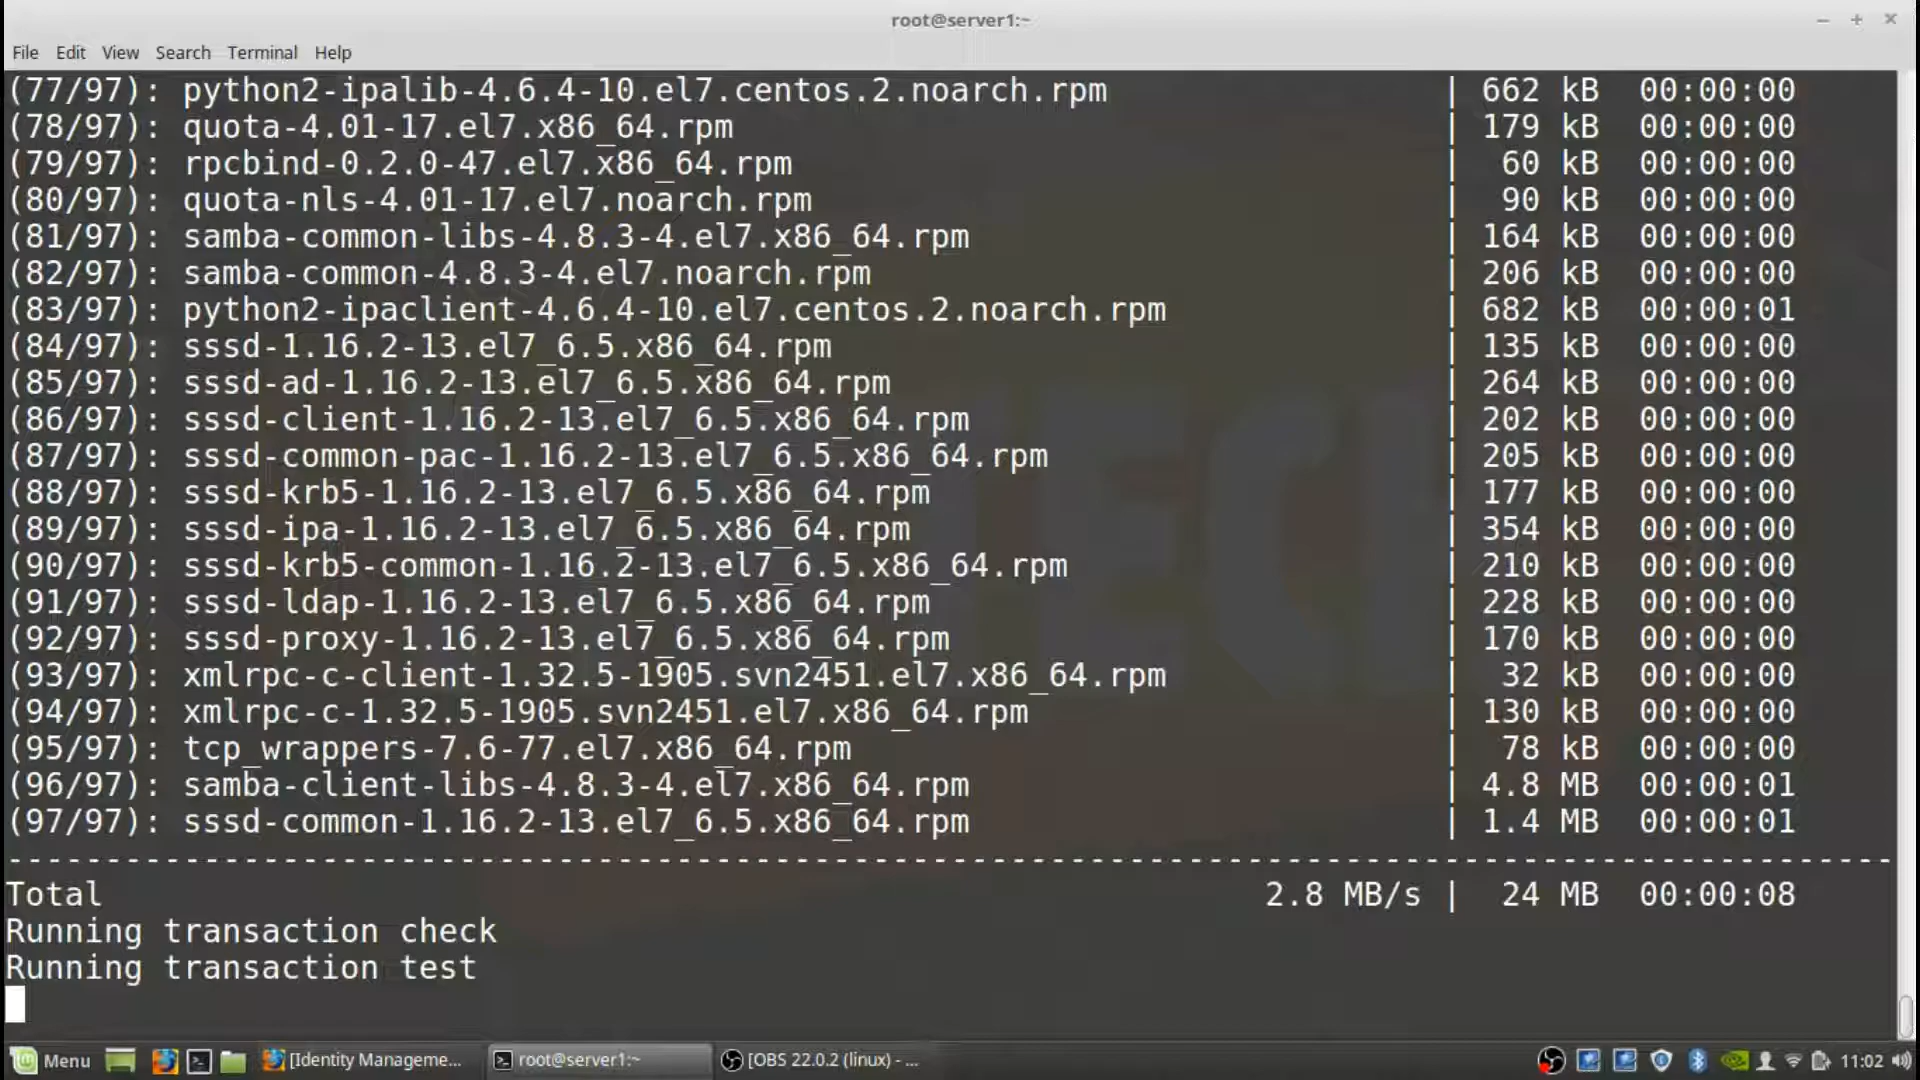 root@server1:~
File Edit View Search Terminal Help
(77/97): python2-ipalib-4.6.4-10.el7.centos.2.noarch.rpm | 662 kB 00:00:00
(78/97): quota-4.01-17.el7.x86_64.rpm | 179 kB 00:00:00
(79/97): rpcbind-0.2.0-47.el7.x86_64.rpm | 60 kB 00:00:00
(80/97): quota-nls-4.01-17.el7.noarch.rpm | 90 kB 00:00:00
(81/97): samba-common-libs-4.8.3-4.el7.x86_64.rpm | 164 kB 00:00:00
(82/97): samba-common-4.8.3-4.el7.noarch.rpm | 206 kB 00:00:00
(83/97): python2-ipaclient-4.6.4-10.el7.centos.2.noarch.rpm | 682 kB 00:00:01
(84/97): sssd-1.16.2-13.el7_6.5.x86_64.rpm | 135 kB 00:00:00
(85/97): sssd-ad-1.16.2-13.el7_6.5.x86_64.rpm | 264 kB 00:00:00
(86/97): sssd-client-1.16.2-13.el7_6.5.x86_64.rpm | 202 kB 00:00:00
(87/97): sssd-common-pac-1.16.2-13.el7_6.5.x86_64.rpm | 205 kB 00:00:00
(88/97): sssd-krb5-1.16.2-13.el7_6.5.x86_64.rpm | 177 kB 00:00:00
(89/97): sssd-ipa-1.16.2-13.el7_6.5.x86_64.rpm | 354 kB 00:00:00
(90/97): sssd-krb5-common-1.16.2-13.el7_6.5.x86_64.rpm | 210 kB 00:00:00
(91/97): sssd-ldap-1.16.2-13.el7_6.5.x86_64.rpm | 228 kB 00:00:00
(92/97): sssd-proxy-1.16.2-13.el7_6.5.x86_64.rpm | 170 kB 00:00:00
(93/97): xmlrpc-c-client-1.32.5-1905.svn2451.el7.x86_64.rpm | 32 kB 00:00:00
(94/97): xmlrpc-c-1.32.5-1905.svn2451.el7.x86_64.rpm | 130 kB 00:00:00
(95/97): tcp_wrappers-7.6-77.el7.x86_64.rpm | 78 kB 00:00:00
(96/97): samba-client-libs-4.8.3-4.el7.x86_64.rpm | 4.8 MB 00:00:01
(97/97): sssd-common-1.16.2-13.el7_6.5.x86_64.rpm | 1.4 MB 00:00:01
--------------------------------------------------------------------------------
Total 2.8 MB/s | 24 MB 00:00:08
Running transaction check
Running transaction test
Menu [Identity Manageme... root@server1:~ [OBS 22.0.2 (linux) - ... 11:02